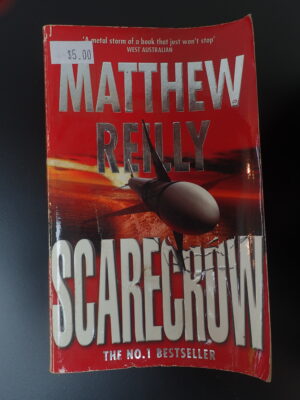 'A metal storm of a book that just won't stop'
WEST AUSTRALIAN
$5.00
MATTHEW
REILLY
SCARECROW
THE NO.1 BESTSELLER